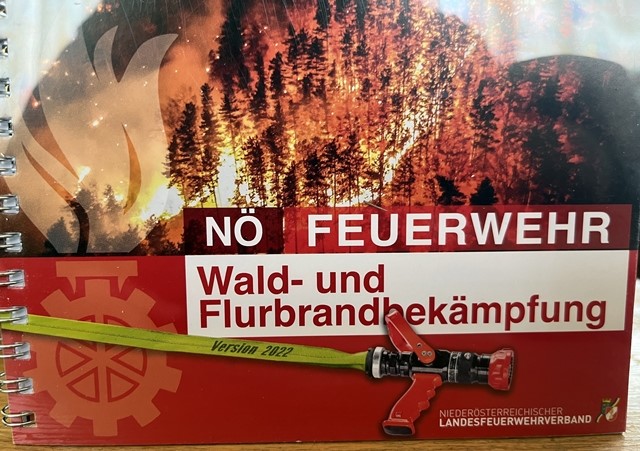 NÖ FEUERWEHR
Wald- und
Flurbrandbekämpfung
Version 2022
NIEDERÖSTERREICHISCHER
LANDESFEUERWEHRVERBAND